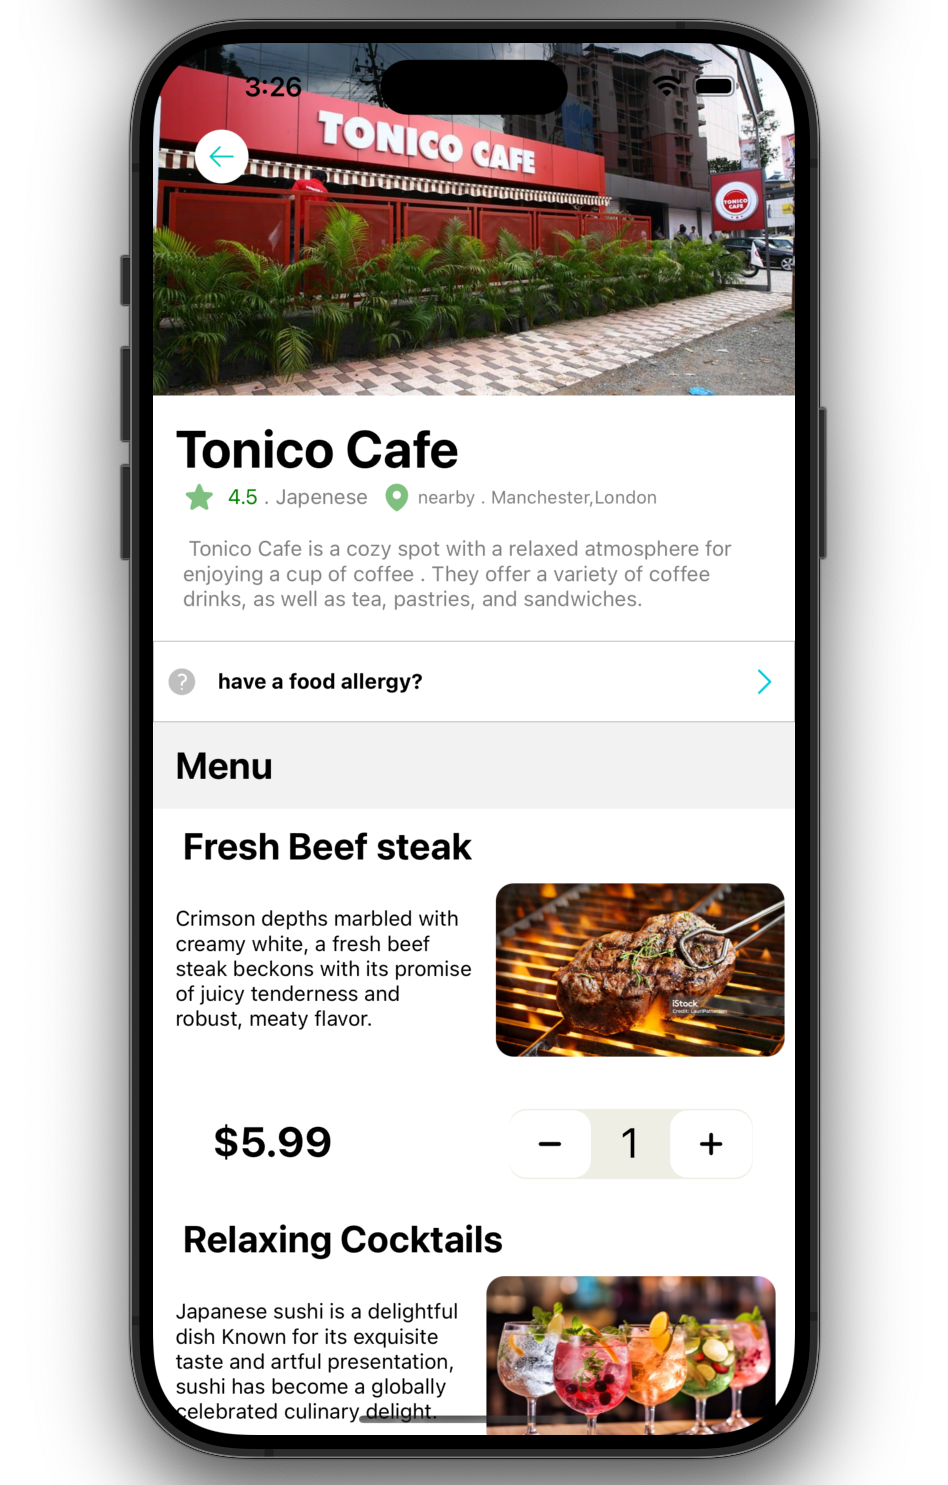 3:26
TONICO CAFE
TONICO
CAFE
Tonico Cafe
4.5 . Japenese nearby . Manchester,London
Tonico Cafe is a cozy spot with a relaxed atmosphere for
enjoying a cup of coffee . They offer a variety of coffee
drinks, as well as tea, pastries, and sandwiches.
? have a food allergy?
Menu
Fresh Beef steak
Crimson depths marbled with
creamy white, a fresh beef
steak beckons with its promise
of juicy tenderness and
robust, meaty flavor.
iStock
Credit: LauriPatterson
$5.99 − 1 +
Relaxing Cocktails
Japanese sushi is a delightful
dish Known for its exquisite
taste and artful presentation,
sushi has become a globally
celebrated culinary delight.